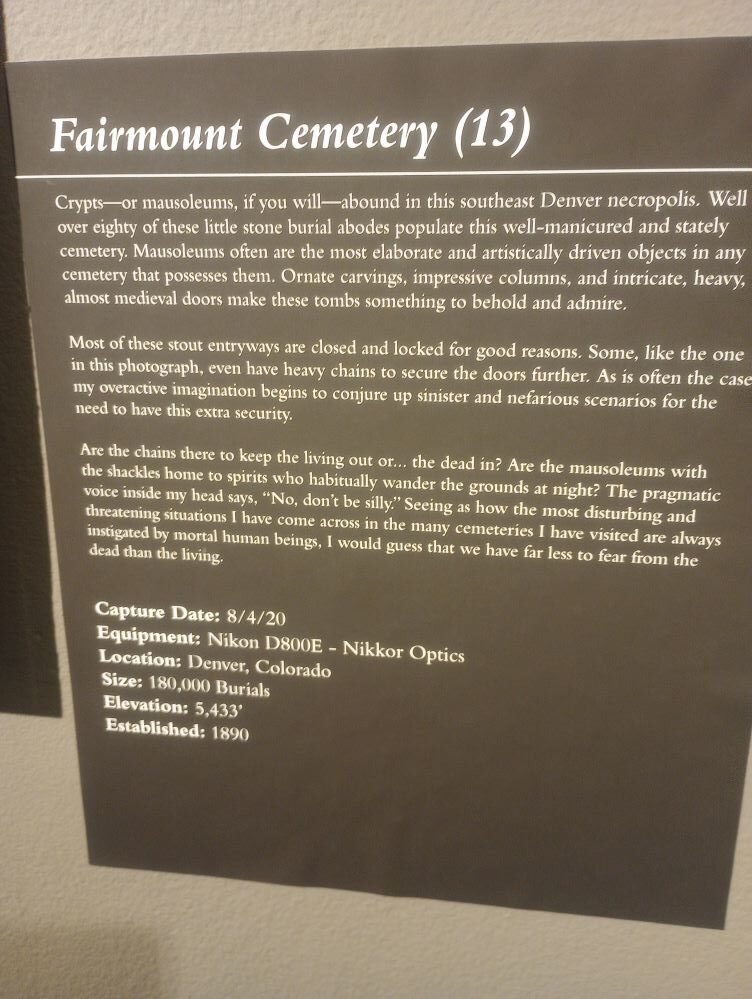 Fairmount Cemetery (13)
Crypts—or mausoleums, if you will—abound in this southeast Denver necropolis. Well
over eighty of these little stone burial abodes populate this well-manicured and stately
cemetery. Mausoleums often are the most elaborate and artistically driven objects in any
cemetery that possesses them. Ornate carvings, impressive columns, and intricate, heavy,
almost medieval doors make these tombs something to behold and admire.
Most of these stout entryways are closed and locked for good reasons. Some, like the one
in this photograph, even have heavy chains to secure the doors further. As is often the case
my overactive imagination begins to conjure up sinister and nefarious scenarios for the
need to have this extra security.
Are the chains there to keep the living out or... the dead in? Are the mausoleums with
the shackles home to spirits who habitually wander the grounds at night? The pragmatic
voice inside my head says, “No, don’t be silly.” Seeing as how the most disturbing and
threatening situations I have come across in the many cemeteries I have visited are always
instigated by mortal human beings, I would guess that we have far less to fear from the
dead than the living.
Capture Date: 8/4/20
Equipment: Nikon D800E - Nikkor Optics
Location: Denver, Colorado
Size: 180,000 Burials
Elevation: 5,433’
Established: 1890